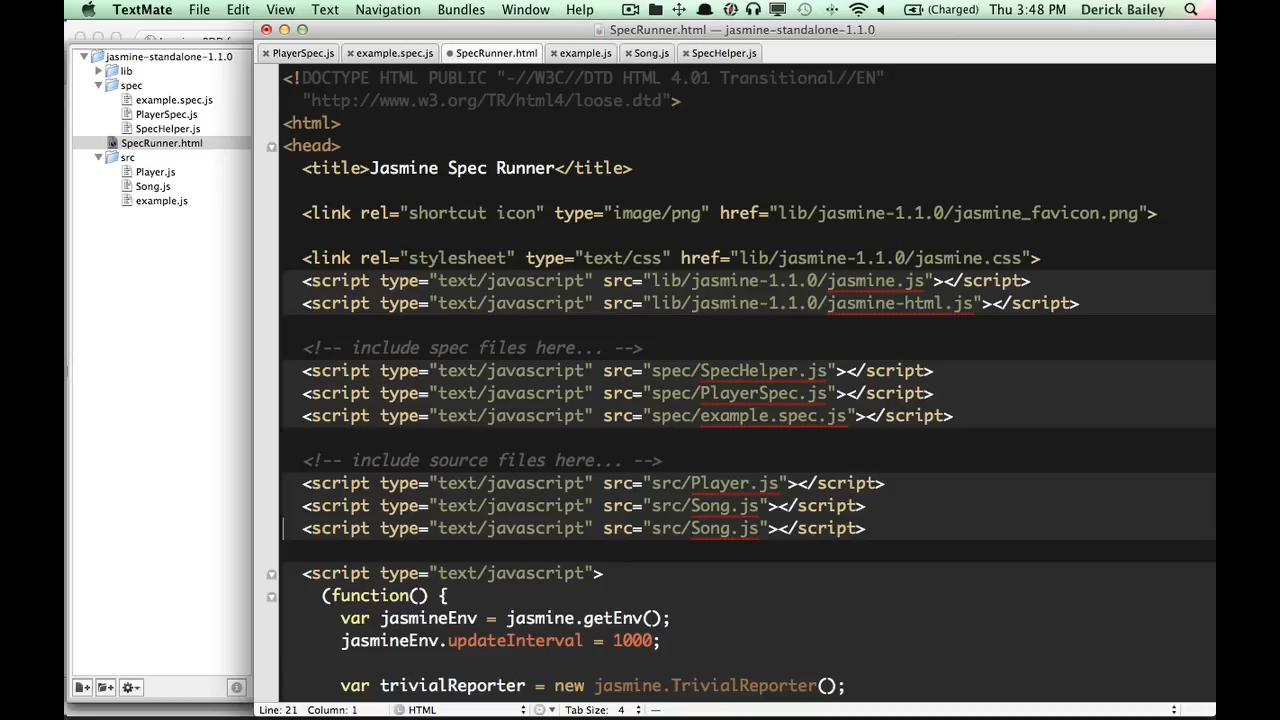 TextMate File Edit View Text Navigation Bundles Window Help (Charged) Thu 3:48 PM Derick Bailey
SpecRunner.html — jasmine-standalone-1.1.0
PlayerSpec.js example.spec.js SpecRunner.html example.js Song.js SpecHelper.js
jasmine-standalone-1.1.0
lib
spec
example.spec.js
PlayerSpec.js
SpecHelper.js
SpecRunner.html
src
Player.js
Song.js
example.js
<!DOCTYPE HTML PUBLIC "-//W3C//DTD HTML 4.01 Transitional//EN"
"http://www.w3.org/TR/html4/loose.dtd">
<html>
<head>
<title>Jasmine Spec Runner</title>
<link rel="shortcut icon" type="image/png" href="lib/jasmine-1.1.0/jasmine_favicon.png">
<link rel="stylesheet" type="text/css" href="lib/jasmine-1.1.0/jasmine.css">
<script type="text/javascript" src="lib/jasmine-1.1.0/jasmine.js"></script>
<script type="text/javascript" src="lib/jasmine-1.1.0/jasmine-html.js"></script>
<!-- include spec files here... -->
<script type="text/javascript" src="spec/SpecHelper.js"></script>
<script type="text/javascript" src="spec/PlayerSpec.js"></script>
<script type="text/javascript" src="spec/example.spec.js"></script>
<!-- include source files here... -->
<script type="text/javascript" src="src/Player.js"></script>
<script type="text/javascript" src="src/Song.js"></script>
<script type="text/javascript" src="src/Song.js"></script>
<script type="text/javascript">
(function() {
var jasmineEnv = jasmine.getEnv();
jasmineEnv.updateInterval = 1000;
var trivialReporter = new jasmine.TrivialReporter();
Line: 21 Column: 1 HTML Tab Size: 4 —